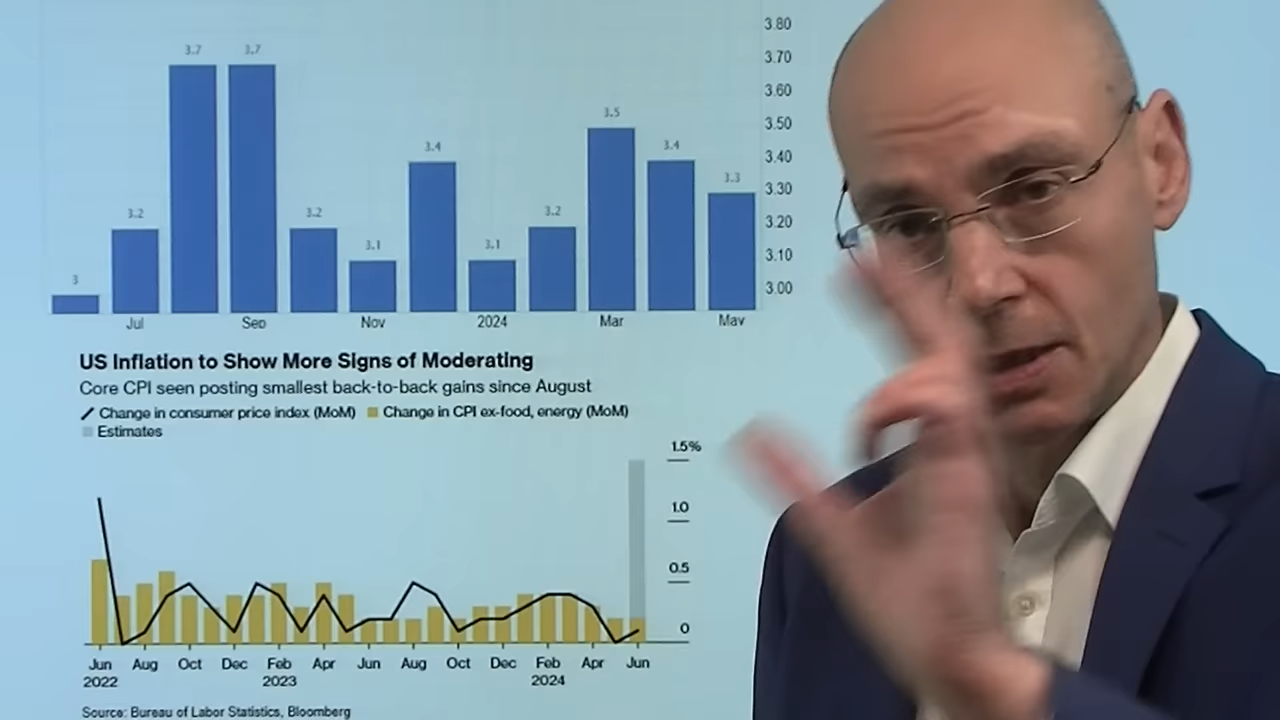 3.80
3.7 3.7
3.70
3.60
3.5
3.50
3.4 3.4
3.40
3.3
3.30
3.2 3.2 3.2
3.20
3.1 3.1
3.10
3
3.00
Jul Sep Nov 2024 Mar May
US Inflation to Show More Signs of Moderating
Core CPI seen posting smallest back-to-back gains since August
Change in consumer price index (MoM) Change in CPI ex-food, energy (MoM)
Estimates
1.5%
1.0
0.5
0
Jun Aug Oct Dec Feb Apr Jun Aug Oct Dec Feb Apr Jun
2022 2023 2024
Source: Bureau of Labor Statistics, Bloomberg